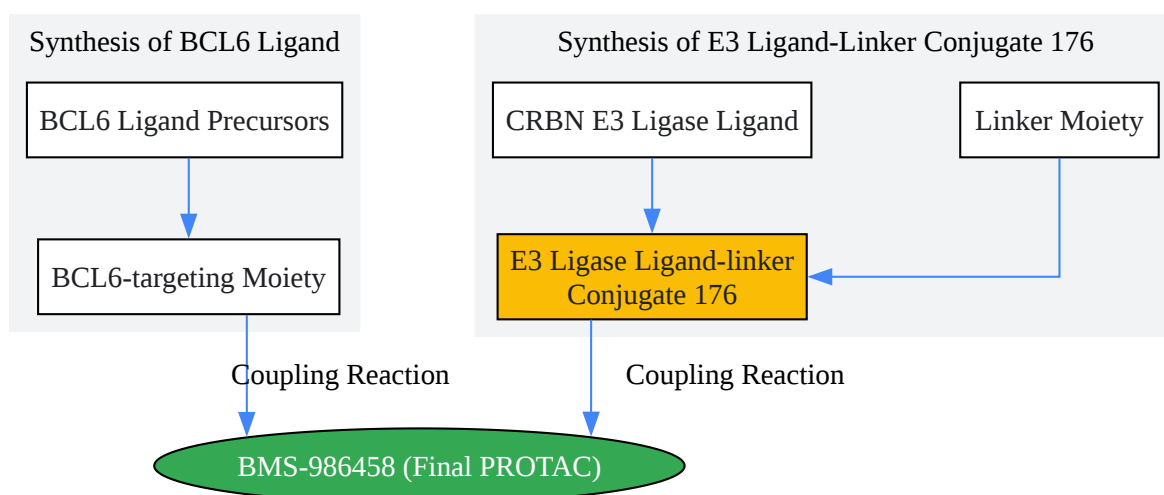 Synthesis of BCL6 Ligand
BCL6 Ligand Precursors
BCL6-targeting Moiety
Synthesis of E3 Ligand-Linker Conjugate 176
CRBN E3 Ligase Ligand
Linker Moiety
E3 Ligase Ligand-linker
Conjugate 176
Coupling Reaction
Coupling Reaction
BMS-986458 (Final PROTAC)